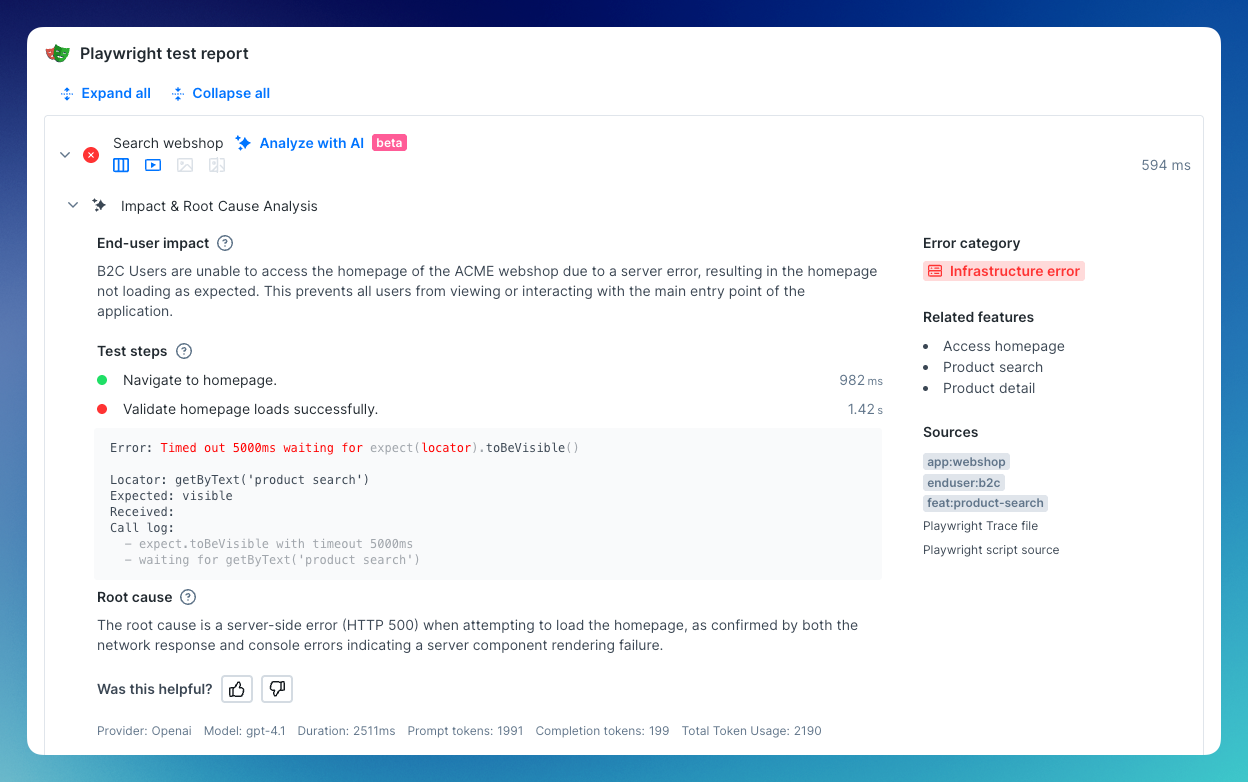 Playwright test report
Expand all Collapse all
Search webshop Analyze with AI beta
594 ms
Impact & Root Cause Analysis
End-user impact ?
B2C Users are unable to access the homepage of the ACME webshop due to a server error, resulting in the homepage
not loading as expected. This prevents all users from viewing or interacting with the main entry point of the
application.
Test steps ?
Navigate to homepage. 982 ms
Validate homepage loads successfully. 1.42 s
Error: Timed out 5000ms waiting for expect(locator).toBeVisible()
Locator: getByText('product search')
Expected: visible
Received:
Call log:
- expect.toBeVisible with timeout 5000ms
- waiting for getByText('product search')
Root cause ?
The root cause is a server-side error (HTTP 500) when attempting to load the homepage, as confirmed by both the
network response and console errors indicating a server component rendering failure.
Was this helpful?
Provider: Openai Model: gpt-4.1 Duration: 2511ms Prompt tokens: 1991 Completion tokens: 199 Total Token Usage: 2190
Error category
Infrastructure error
Related features
• Access homepage
• Product search
• Product detail
Sources
app:webshop
enduser:b2c
feat:product-search
Playwright Trace file
Playwright script source